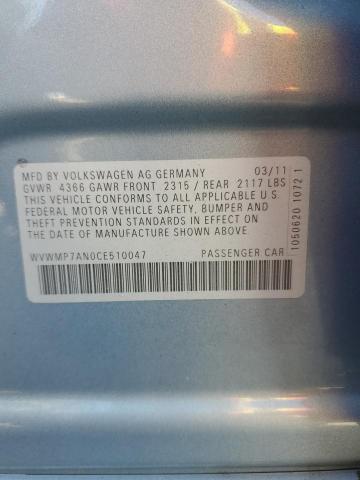 MFD BY VOLKSWAGEN AG GERMANY 03/11
GVWR 4366 GAWR FRONT 2315 / REAR 2117 LBS
THIS VEHICLE CONFORMS TO ALL APPLICABLE U.S
FEDERAL MOTOR VEHICLE SAFETY, BUMPER AND
THEFT PREVENTION STANDARDS IN EFFECT ON
THE DATE OF MANUFACTURE SHOWN ABOVE
WVWMP7AN0CE510047 PASSENGER CAR
1050620 1072 1